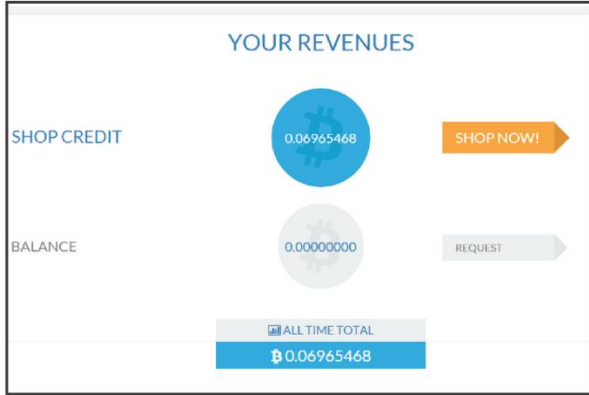 YOUR REVENUES
SHOP CREDIT
0.06965468
SHOP NOW!
BALANCE
0.00000000
REQUEST
ALL TIME TOTAL
₿ 0.06965468